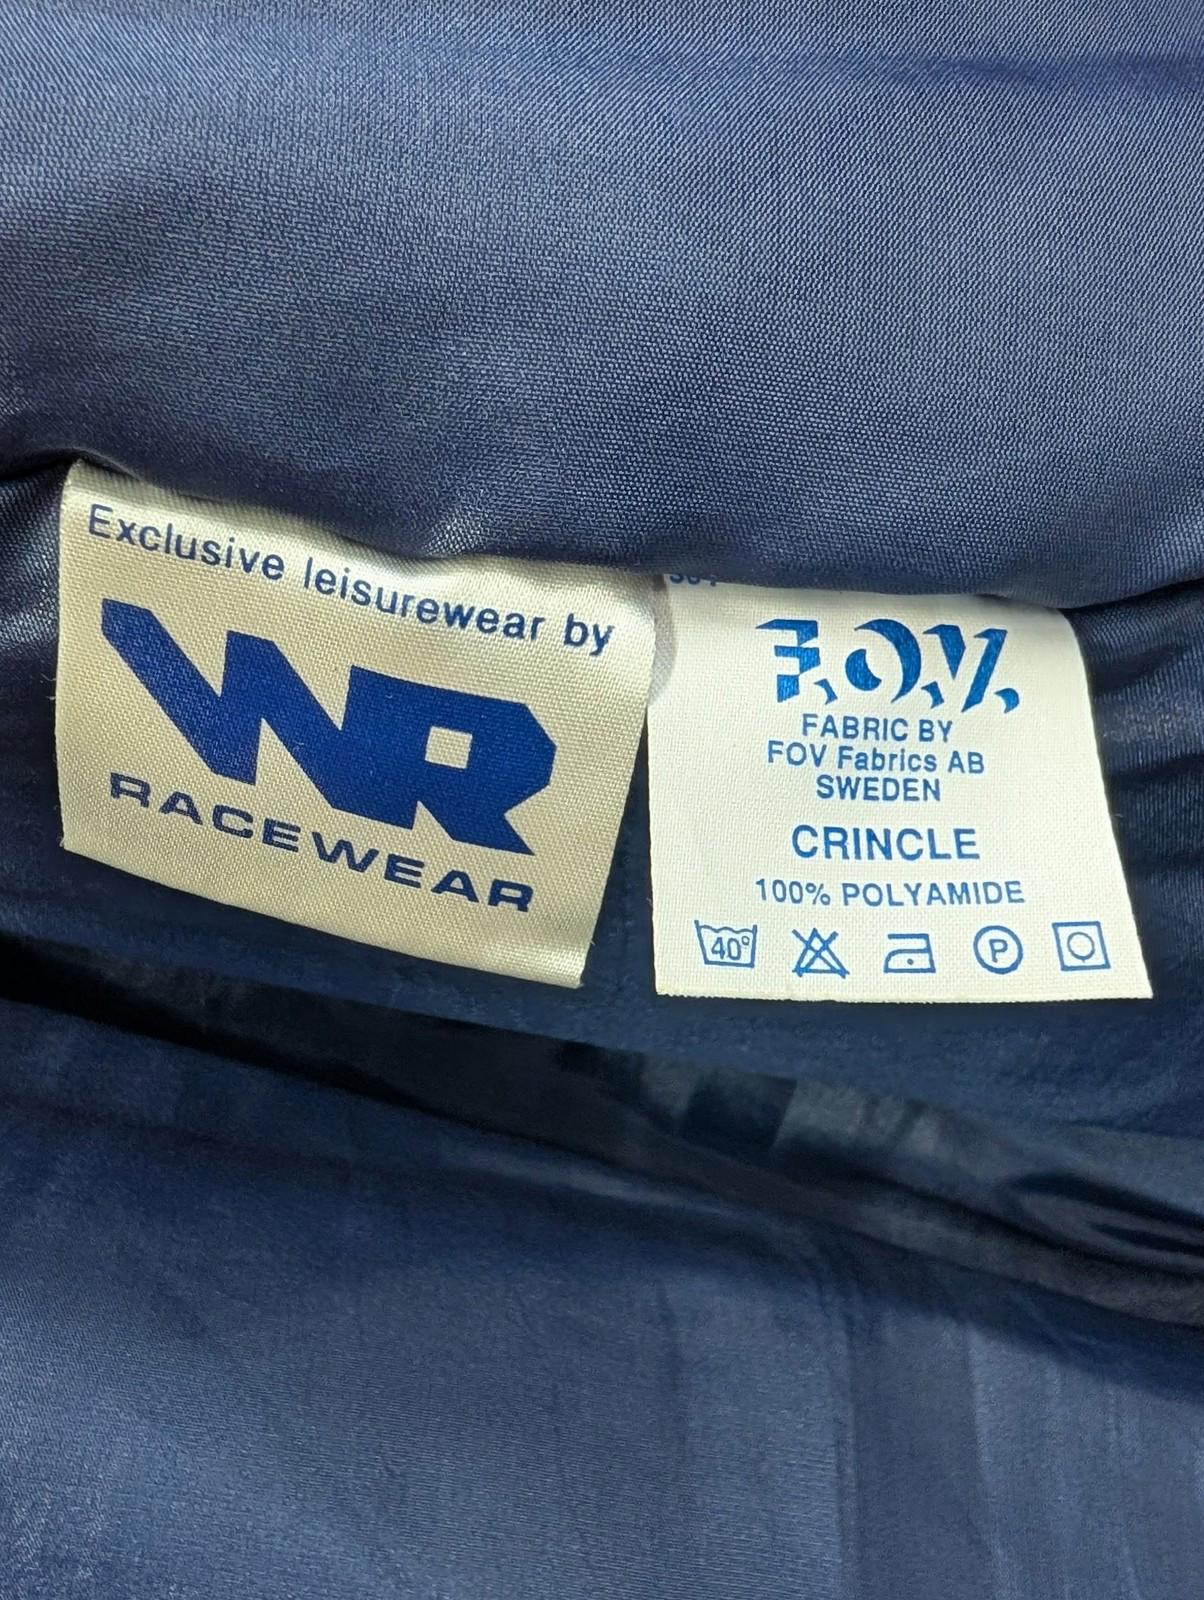 Exclusive leisurewear by
WR
RACEWEAR
F.O.V.
FABRIC BY
FOV Fabrics AB
SWEDEN
CRINCLE
100% POLYAMIDE
40° P